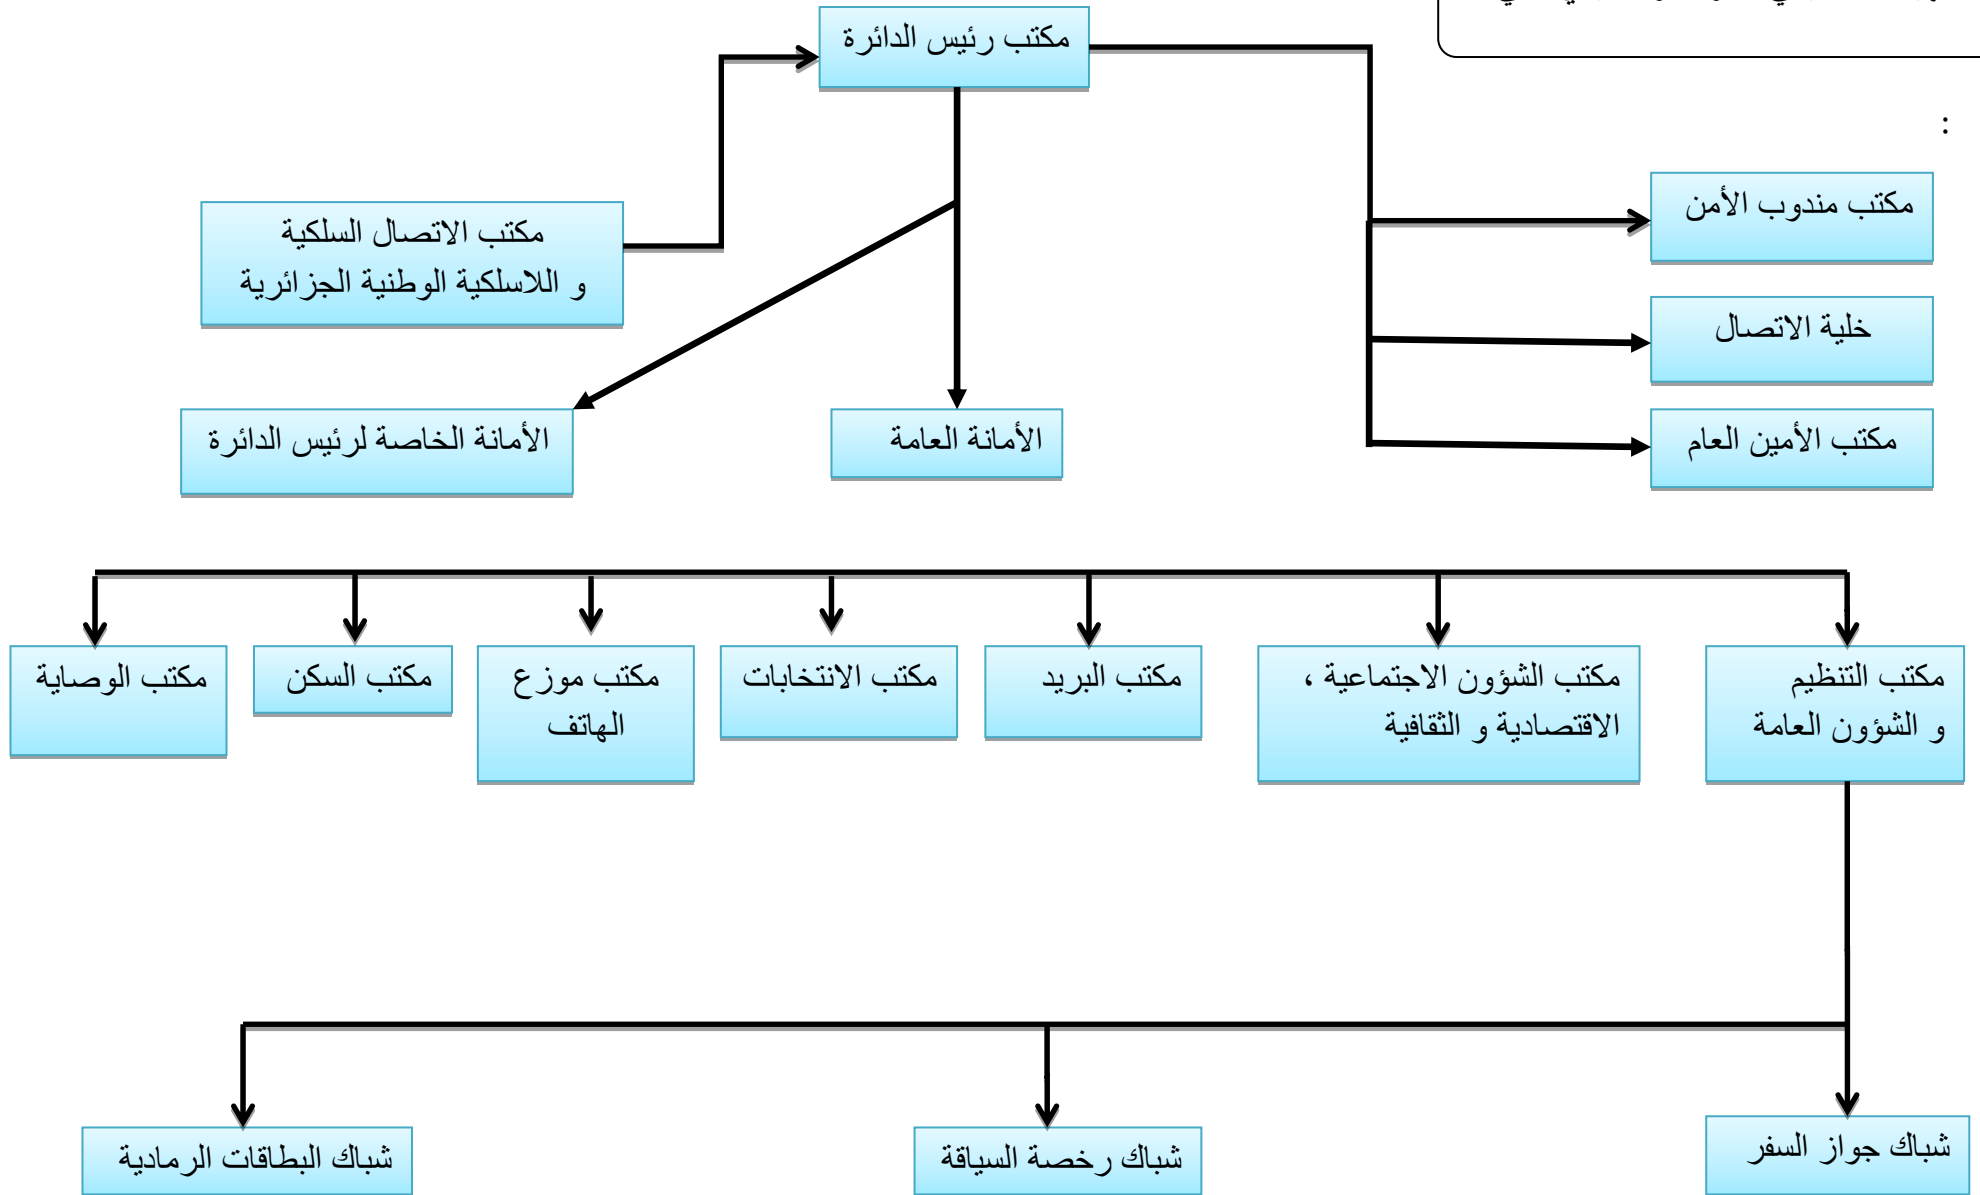 مكتب رئيس الدائرة
:
مكتب مندوب الأمن
مكتب الاتصال السلكية
و اللاسلكية الوطنية الجزائرية
خلية الاتصال
مكتب الأمين العام
الأمانة العامة
الأمانة الخاصة لرئيس الدائرة
مكتب التنظيم
و الشؤون العامة
مكتب الشؤون الاجتماعية ،
الاقتصادية و الثقافية
مكتب البريد
مكتب الانتخابات
مكتب موزع
الهاتف
مكتب السكن
مكتب الوصاية
شباك جواز السفر
شباك رخصة السياقة
شباك البطاقات الرمادية